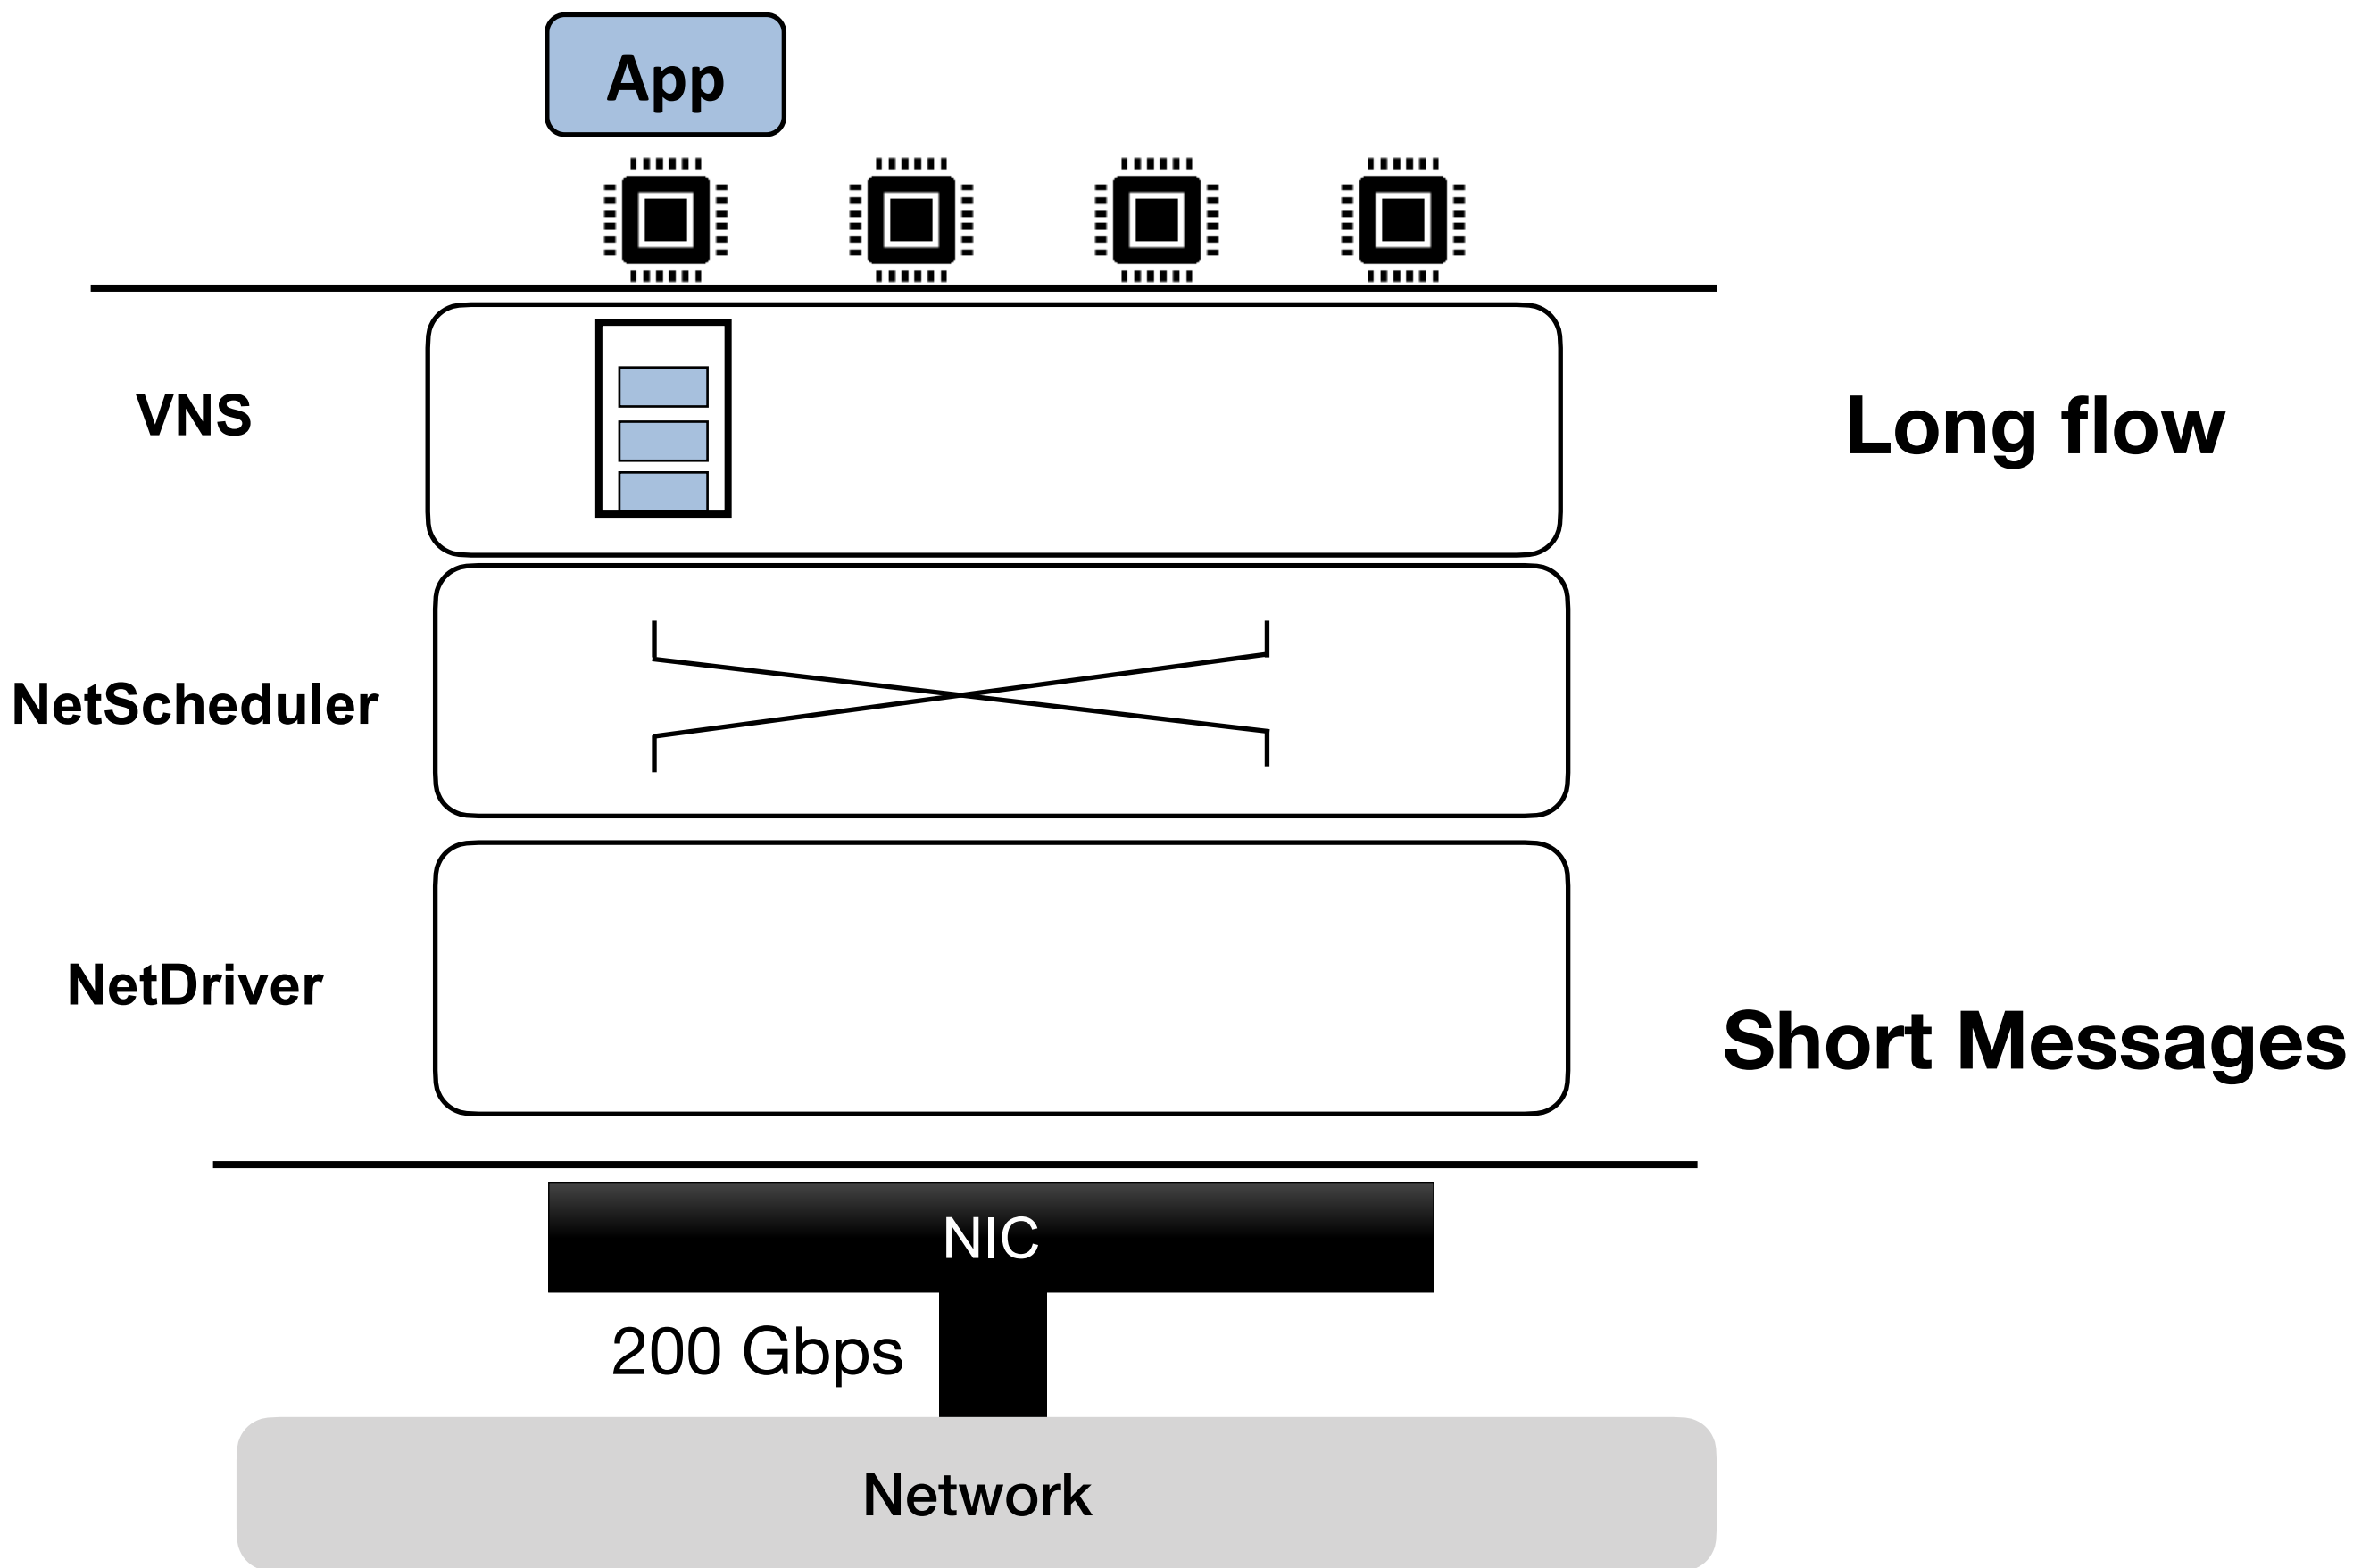 App
VNS
Long flow
NetScheduler
NetDriver
Short Messages
NIC
200 Gbps
Network